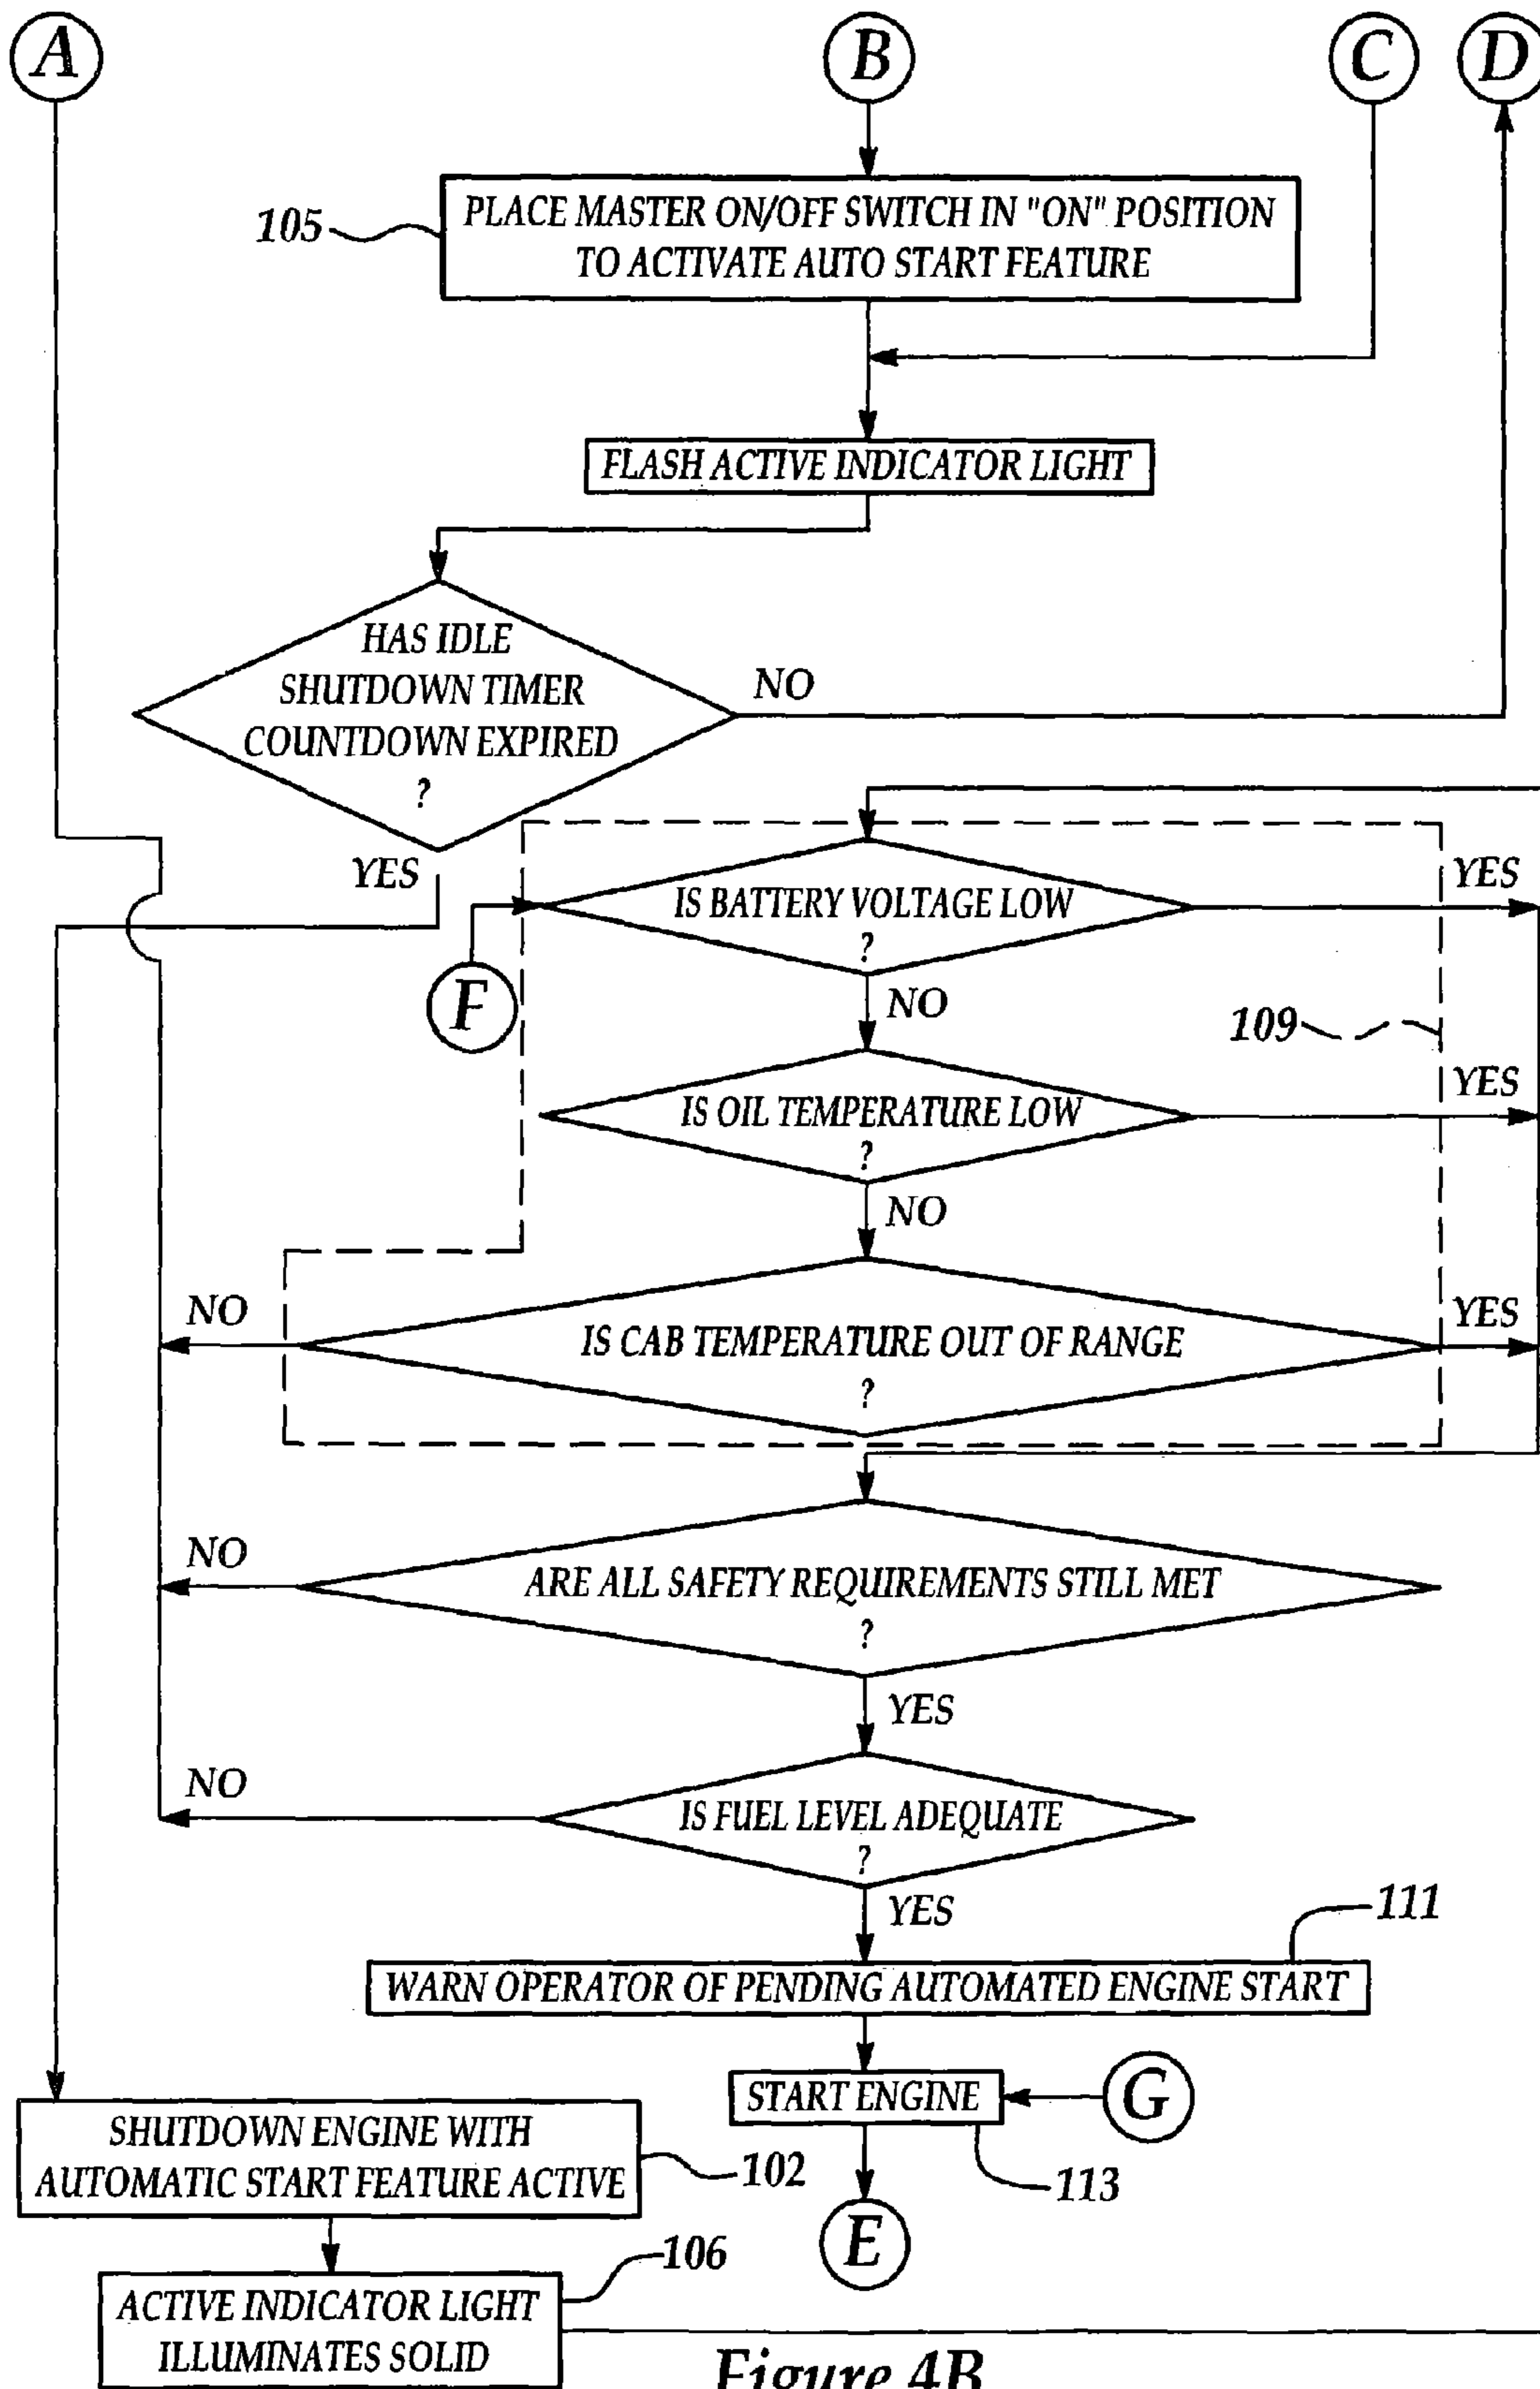 A
B
C
D
105
PLACE MASTER ON/OFF SWITCH IN "ON" POSITION
TO ACTIVATE AUTO START FEATURE
FLASH ACTIVE INDICATOR LIGHT
HAS IDLE
SHUTDOWN TIMER
COUNTDOWN EXPIRED
?
NO
YES
IS BATTERY VOLTAGE LOW
?
YES
F
NO
109
IS OIL TEMPERATURE LOW
?
YES
NO
NO
IS CAB TEMPERATURE OUT OF RANGE
?
YES
NO
ARE ALL SAFETY REQUIREMENTS STILL MET
?
YES
NO
IS FUEL LEVEL ADEQUATE
?
YES
111
WARN OPERATOR OF PENDING AUTOMATED ENGINE START
START ENGINE
G
113
E
SHUTDOWN ENGINE WITH
AUTOMATIC START FEATURE ACTIVE
102
106
ACTIVE INDICATOR LIGHT
ILLUMINATES SOLID
Figure 4B